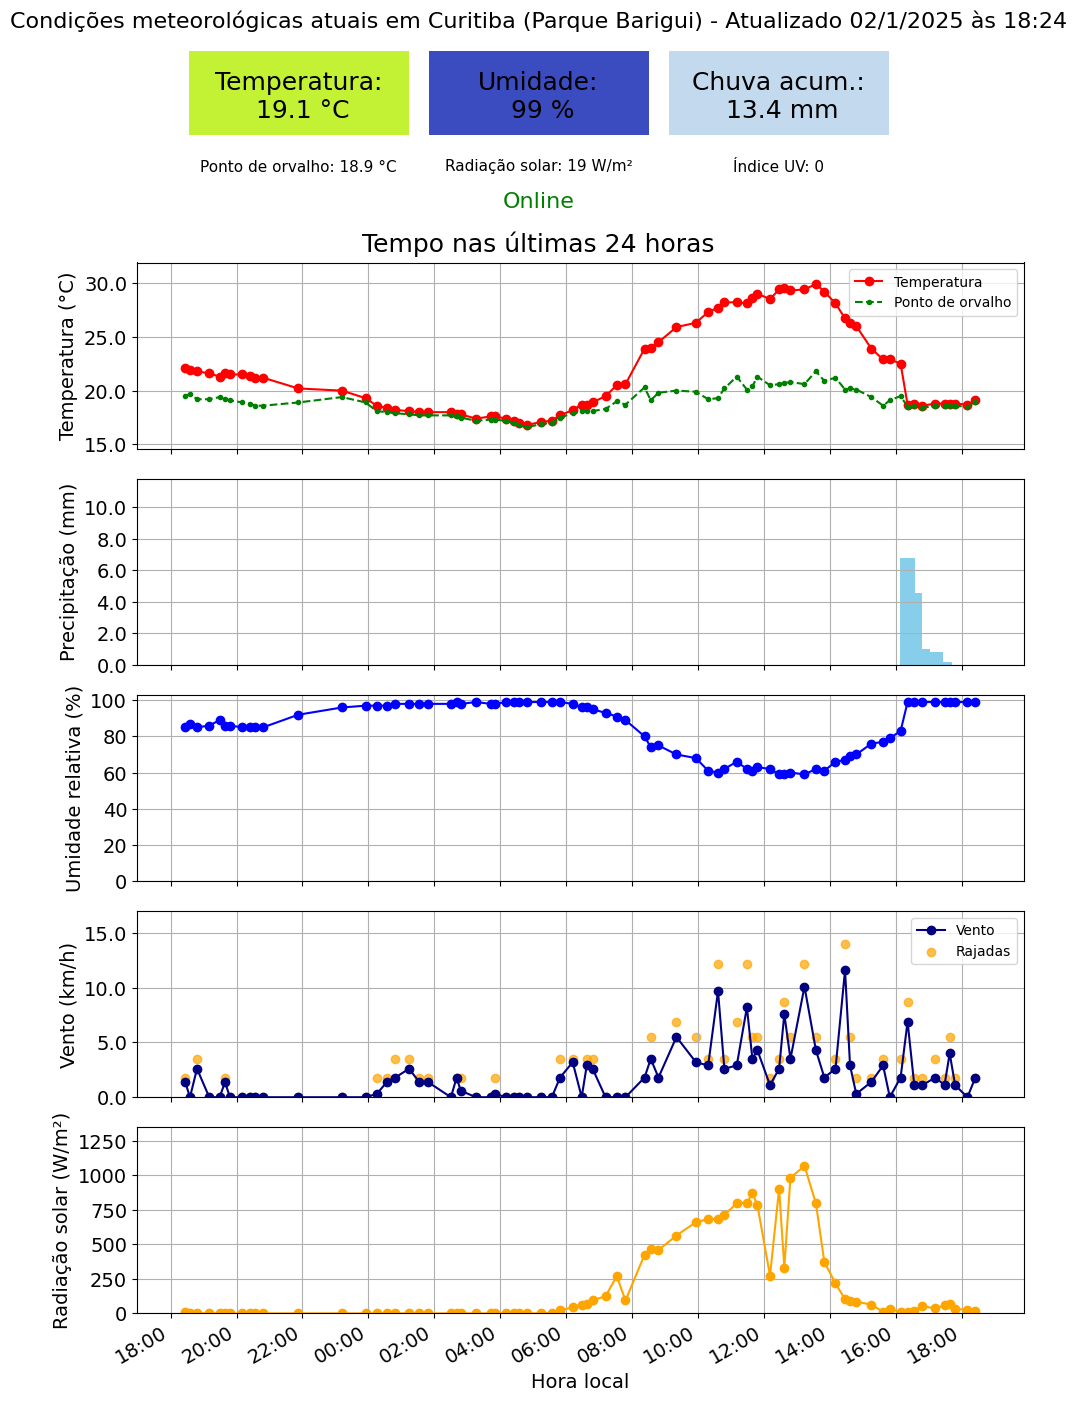 Condições meteorológicas atuais em Curitiba (Parque Barigui) - Atualizado 02/1/2025 às 18:24
Temperatura:
19.1 °C
Umidade:
99 %
Chuva acum.:
13.4 mm
Ponto de orvalho: 18.9 °C
Radiação solar: 19 W/m²
Índice UV: 0
Online
Tempo nas últimas 24 horas
Temperatura (°C)
30.0
25.0
20.0
15.0
Temperatura
Ponto de orvalho
Precipitação (mm)
10.0
8.0
6.0
4.0
2.0
0.0
Umidade relativa (%)
100
80
60
40
20
0
Vento (km/h)
15.0
10.0
5.0
0.0
Vento
Rajadas
Radiação solar (W/m²)
1250
1000
750
500
250
0
18:00
20:00
22:00
00:00
02:00
04:00
06:00
08:00
10:00
12:00
14:00
16:00
18:00
Hora local